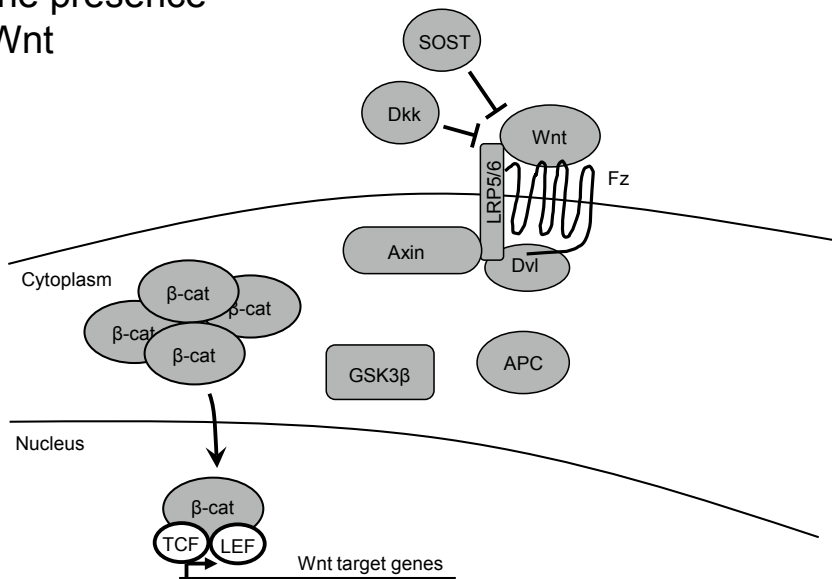 the presence
Wnt
SOST
Dkk
Wnt
LRP5/6
Fz
Axin
Dvl
Cytoplasm
β-cat
β-cat
β-cat
β-cat
GSK3β
APC
Nucleus
β-cat
TCF
LEF
Wnt target genes